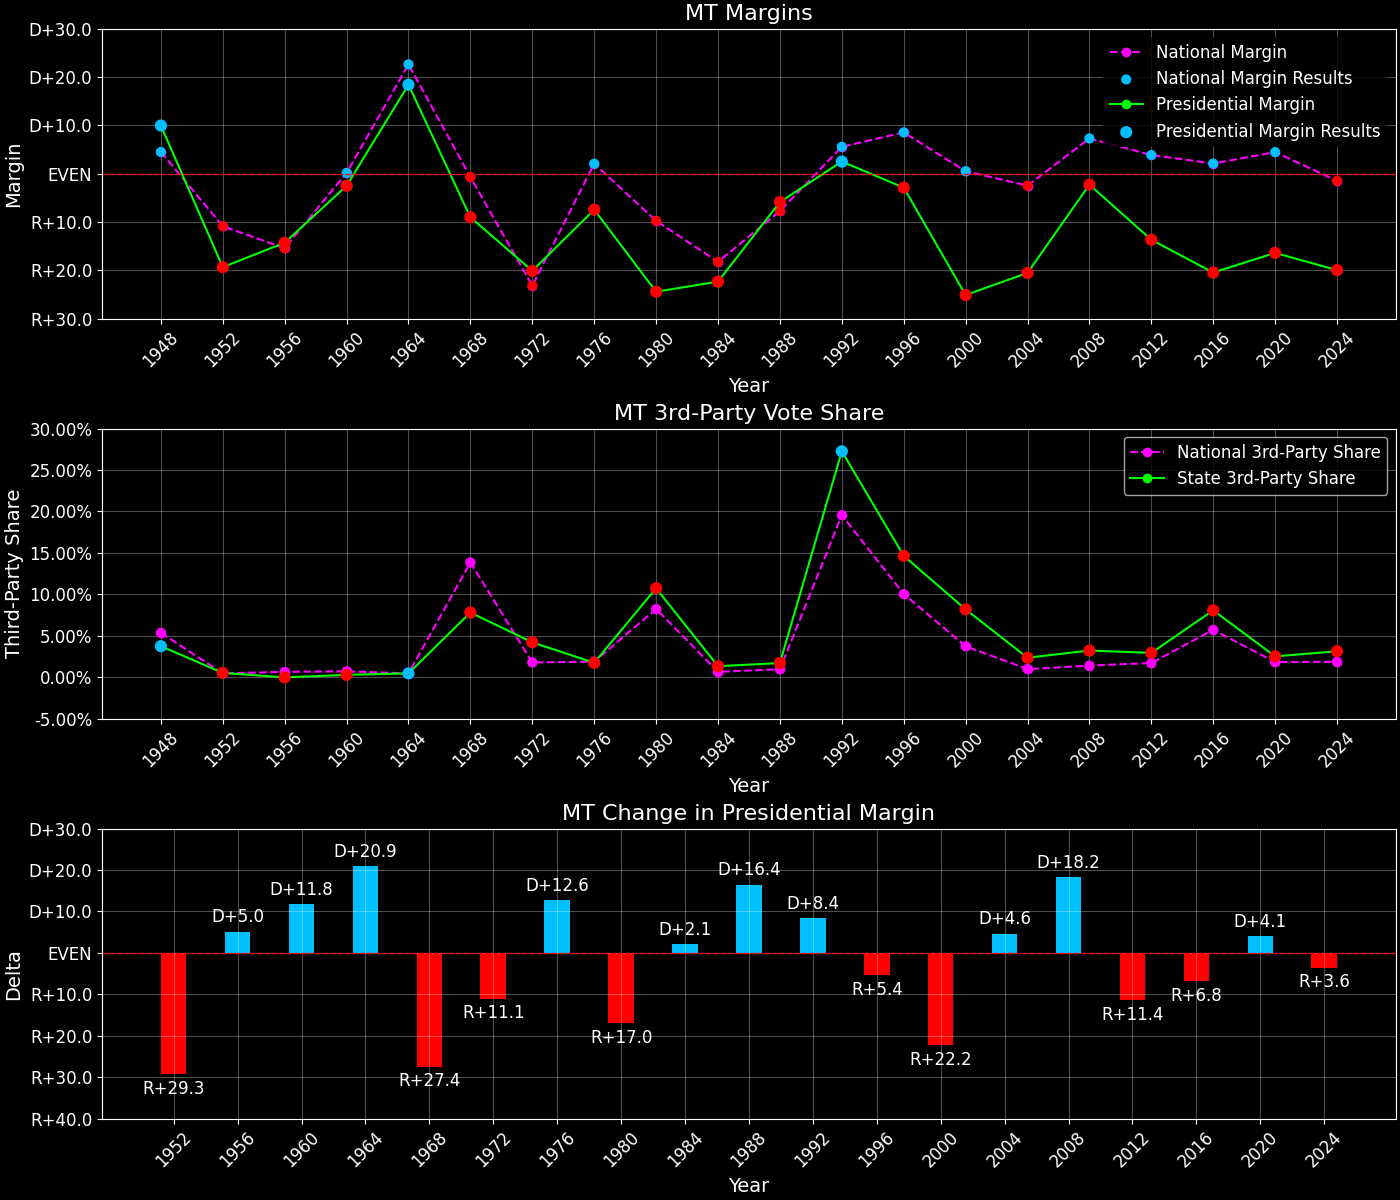 MT Margins
D+30.0
D+20.0
D+10.0
EVEN
R+10.0
R+20.0
R+30.0
Margin
National Margin
National Margin Results
Presidential Margin
Presidential Margin Results
1948 1952 1956 1960 1964 1968 1972 1976 1980 1984 1988 1992 1996 2000 2004 2008 2012 2016 2020 2024
Year
MT 3rd-Party Vote Share
30.00%
25.00%
20.00%
15.00%
10.00%
5.00%
0.00%
-5.00%
Third-Party Share
National 3rd-Party Share
State 3rd-Party Share
1948 1952 1956 1960 1964 1968 1972 1976 1980 1984 1988 1992 1996 2000 2004 2008 2012 2016 2020 2024
Year
MT Change in Presidential Margin
D+30.0
D+20.0
D+10.0
EVEN
R+10.0
R+20.0
R+30.0
R+40.0
Delta
R+29.3
D+5.0
D+11.8
D+20.9
R+27.4
R+11.1
D+12.6
R+17.0
D+2.1
D+16.4
D+8.4
R+5.4
R+22.2
D+4.6
D+18.2
R+11.4
R+6.8
D+4.1
R+3.6
1952 1956 1960 1964 1968 1972 1976 1980 1984 1988 1992 1996 2000 2004 2008 2012 2016 2020 2024
Year